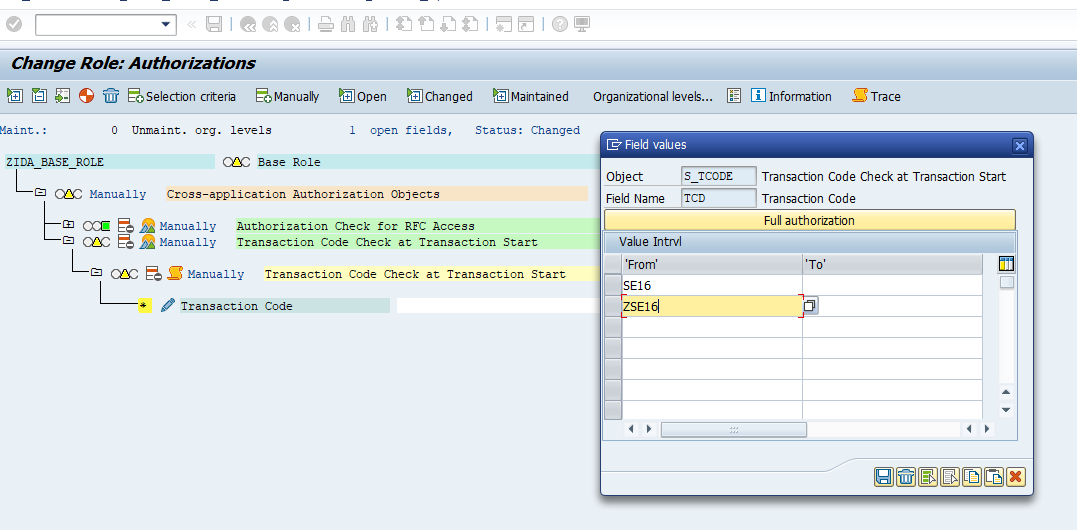 Change Role: Authorizations
Selection criteria Manually Open Changed Maintained Organizational levels... Information Trace
Maint.: 0 Unmaint. org. levels 1 open fields, Status: Changed
ZIDA_BASE_ROLE Base Role
Manually Cross-application Authorization Objects
Manually Authorization Check for RFC Access
Manually Transaction Code Check at Transaction Start
Manually Transaction Code Check at Transaction Start
* Transaction Code
Field values
Object S_TCODE Transaction Code Check at Transaction Start
Field Name TCD Transaction Code
Full authorization
Value Intrvl
'From' 'To'
SE16
ZSE16